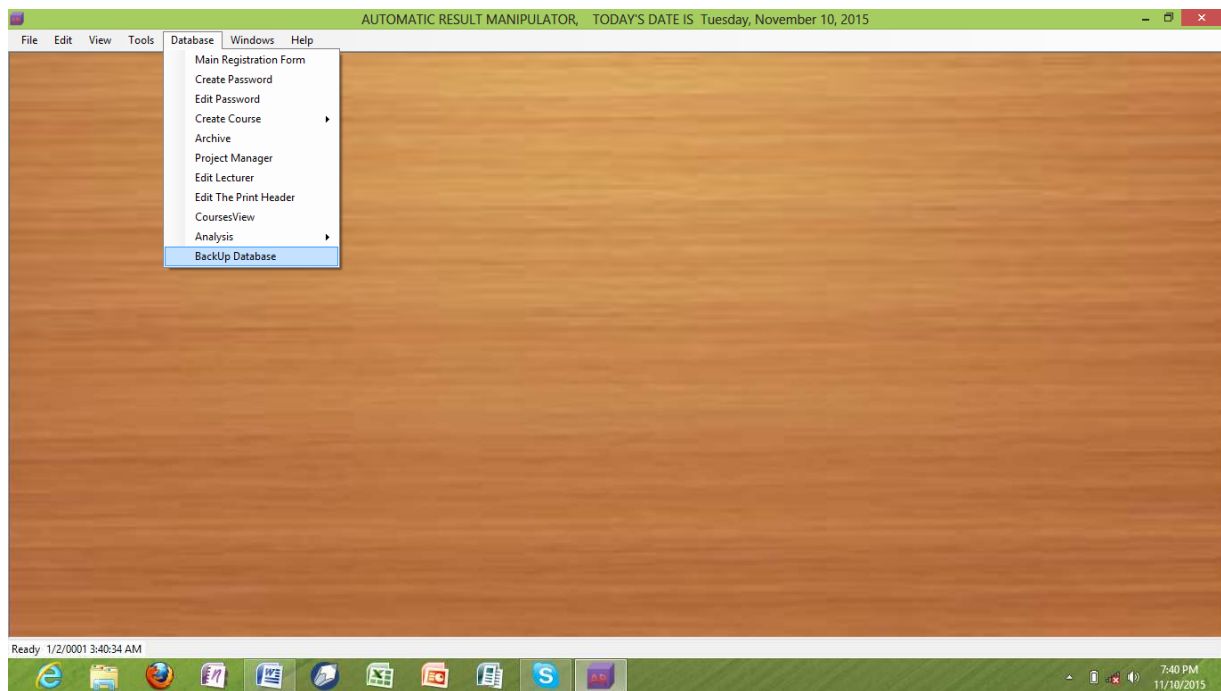 AUTOMATIC RESULT MANIPULATOR, TODAY'S DATE IS Tuesday, November 10, 2015
File Edit View Tools Database Windows Help
Main Registration Form
Create Password
Edit Password
Create Course
Archive
Project Manager
Edit Lecturer
Edit The Print Header
CoursesView
Analysis
BackUp Database
Ready 1/2/0001 3:40:34 AM
7:40 PM
11/10/2015